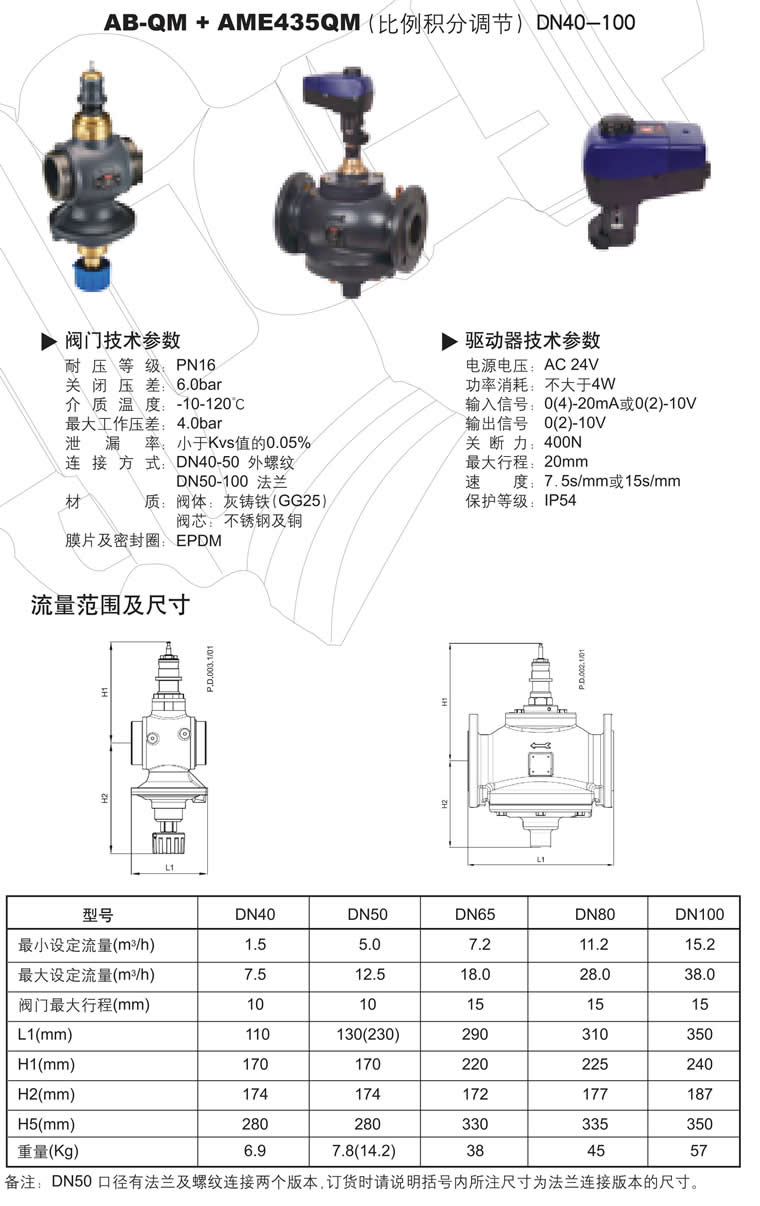 AB-QM + AME435QM(比例积分调节) DN40-100
▶ 阀门技术参数
耐压等级: PN16
关闭压差: 6.0bar
介质温度: -10-120℃
最大工作压差: 4.0bar
泄漏率: 小于Kvs值的0.05%
连接方式: DN40-50 外螺纹
DN50-100 法兰
材质: 阀体: 灰铸铁(GG25)
阀芯: 不锈钢及铜
膜片及密封圈: EPDM
▶ 驱动器技术参数
电源电压: AC 24V
功率消耗: 不大于4W
输入信号: 0(4)-20mA或0(2)-10V
输出信号 0(2)-10V
关断力: 400N
最大行程: 20mm
速度: 7.5s/mm或15s/mm
保护等级: IP54
流量范围及尺寸
H1
H2
L1
P.D.003.1/01
H1
H2
L1
P.D.002.1/01
型号 DN40 DN50 DN65 DN80 DN100
最小设定流量(m³/h) 1.5 5.0 7.2 11.2 15.2
最大设定流量(m³/h) 7.5 12.5 18.0 28.0 38.0
阀门最大行程(mm) 10 10 15 15 15
L1(mm) 110 130(230) 290 310 350
H1(mm) 170 170 220 225 240
H2(mm) 174 174 172 177 187
H5(mm) 280 280 330 335 350
重量(Kg) 6.9 7.8(14.2) 38 45 57
备注: DN50 口径有法兰及螺纹连接两个版本,订货时请说明括号内所注尺寸为法兰连接版本的尺寸。